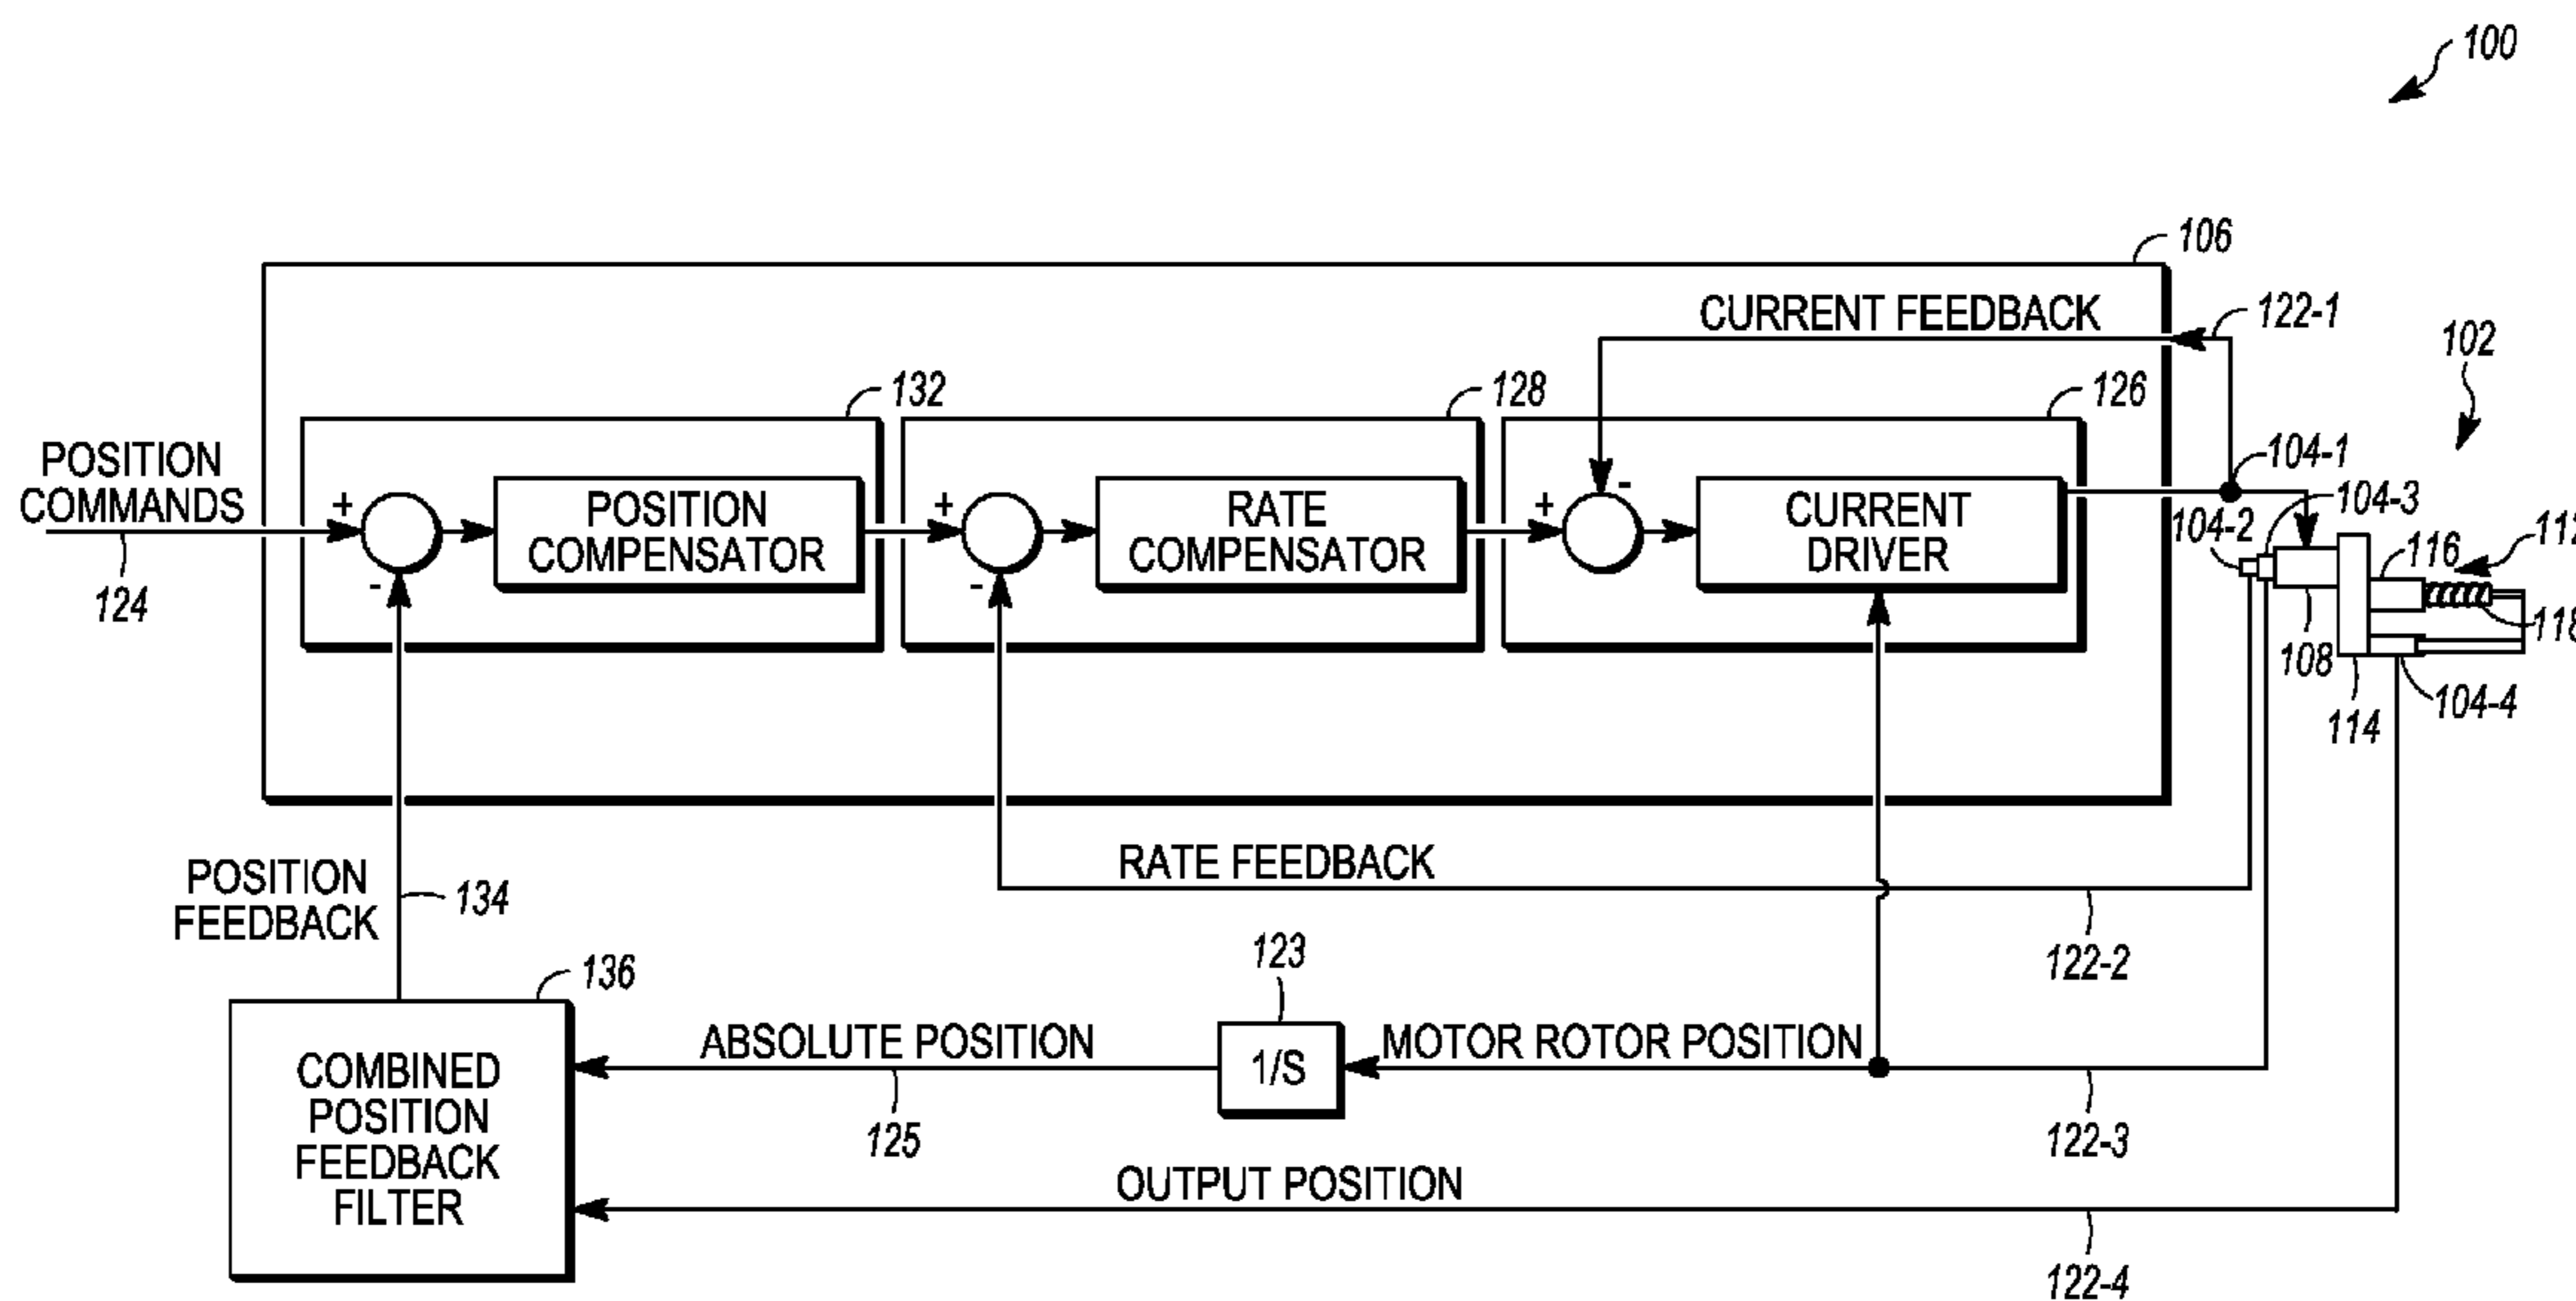 100
106
CURRENT FEEDBACK
122-1
102
132
128
126
POSITION
COMMANDS
124
+
-
POSITION
COMPENSATOR
+
-
RATE
COMPENSATOR
+
-
CURRENT
DRIVER
104-1
104-3
104-2
116
112
118
108
114
104-4
POSITION
FEEDBACK
134
RATE FEEDBACK
122-2
136
COMBINED
POSITION
FEEDBACK
FILTER
ABSOLUTE POSITION
125
123
1/S
MOTOR ROTOR POSITION
122-3
OUTPUT POSITION
122-4